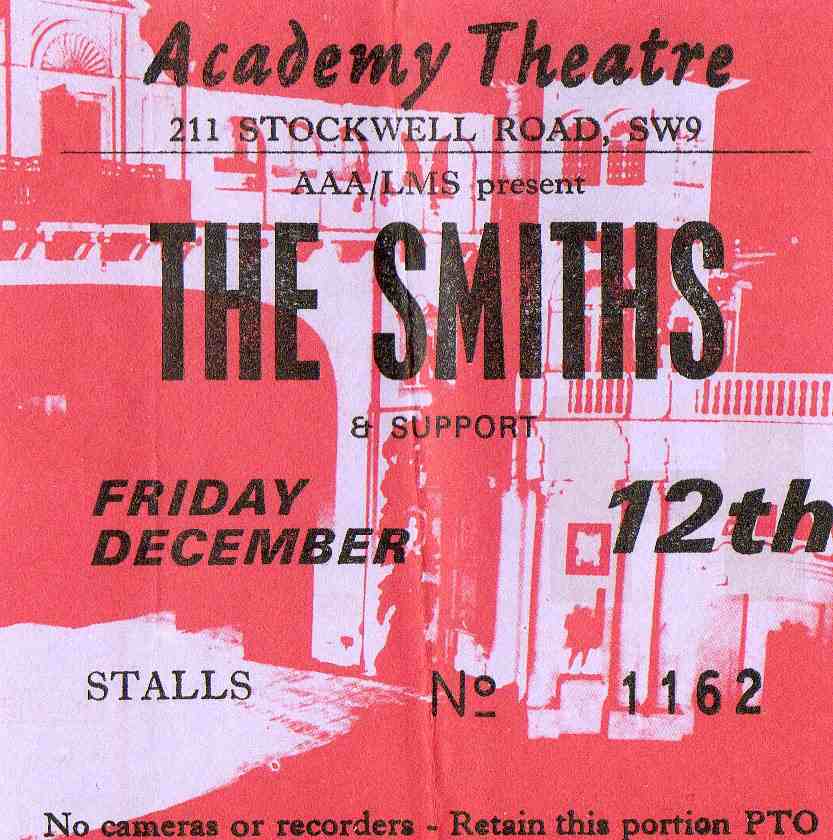 Academy Theatre
211 STOCKWELL ROAD, SW9
AAA/LMS present
THE SMITHS
& SUPPORT
FRIDAY
DECEMBER 12th
STALLS Nº 1162
No cameras or recorders - Retain this portion PTO